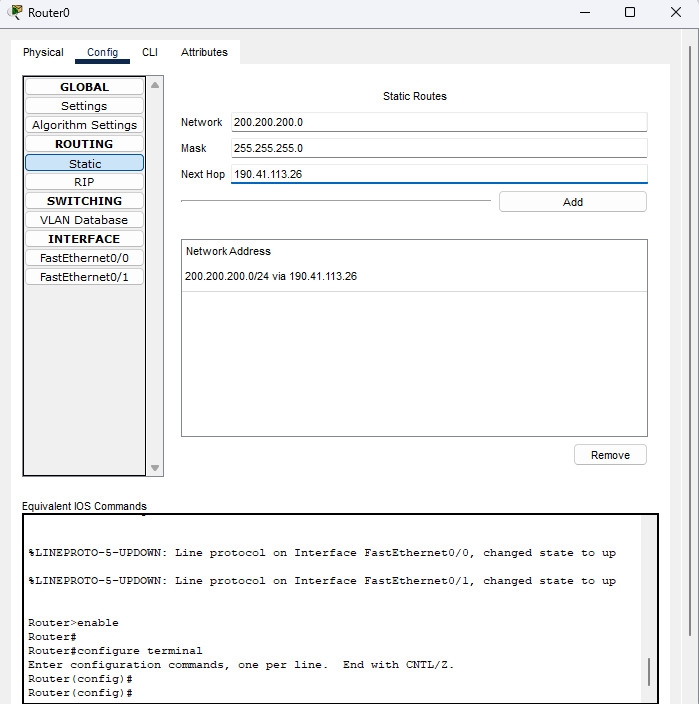 Router0
Physical Config CLI Attributes
GLOBAL
Settings
Algorithm Settings
ROUTING
Static
RIP
SWITCHING
VLAN Database
INTERFACE
FastEthernet0/0
FastEthernet0/1
Static Routes
Network 200.200.200.0
Mask 255.255.255.0
Next Hop 190.41.113.26
Add
Network Address
200.200.200.0/24 via 190.41.113.26
Remove
Equivalent IOS Commands
%LINEPROTO-5-UPDOWN: Line protocol on Interface FastEthernet0/0, changed state to up
%LINEPROTO-5-UPDOWN: Line protocol on Interface FastEthernet0/1, changed state to up
Router>enable
Router#
Router#configure terminal
Enter configuration commands, one per line.  End with CNTL/Z.
Router(config)#
Router(config)#